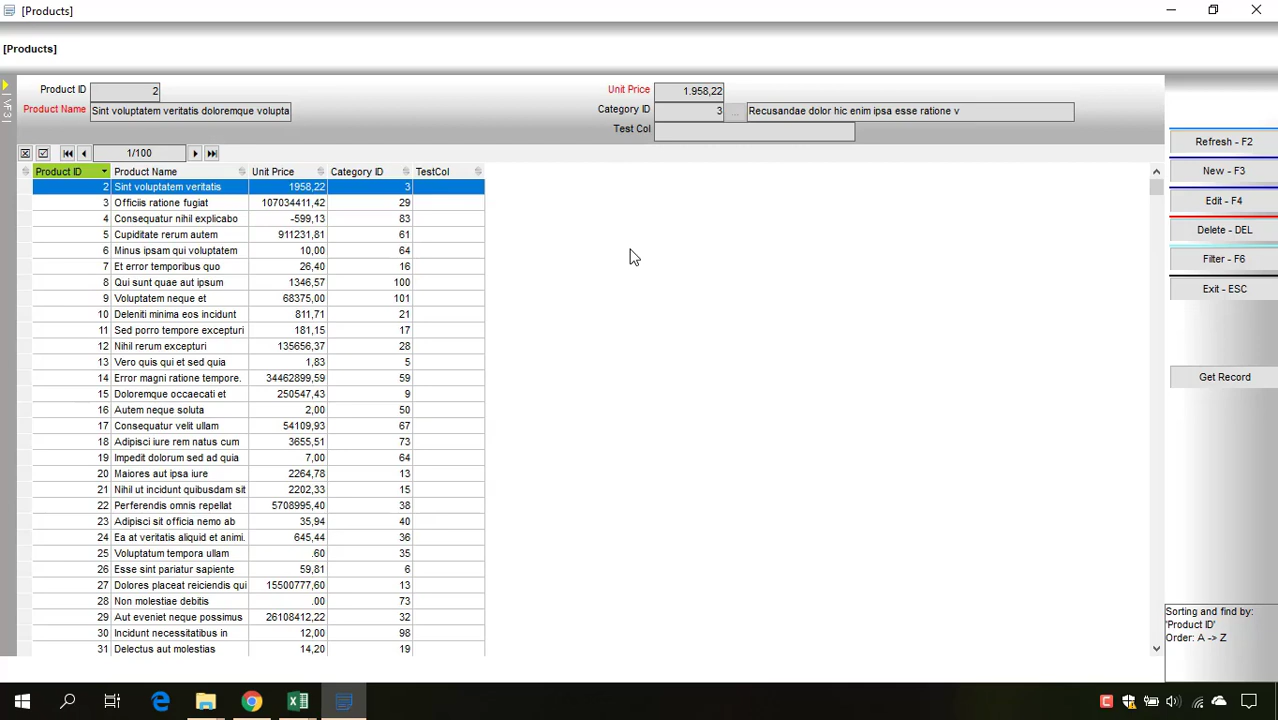 [Products]
[Products]
Product ID 2 Unit Price 1.958,22
Product Name Sint voluptatem veritatis doloremque volupta Category ID 3 ... Recusandae dolor hic enim ipsa esse ratione v
Test Col
VF3
1/100
Product ID Product Name Unit Price Category ID TestCol
2 Sint voluptatem veritatis 1958,22 3
3 Officiis ratione fugiat 107034411,42 29
4 Consequatur nihil explicabo -599,13 83
5 Cupiditate rerum autem 911231,81 61
6 Minus ipsam qui voluptatem 10,00 64
7 Et error temporibus quo 26,40 16
8 Qui sunt quae aut ipsum 1346,57 100
9 Voluptatem neque et 68375,00 101
10 Deleniti minima eos incidunt 811,71 21
11 Sed porro tempore excepturi 181,15 17
12 Nihil rerum excepturi 135656,37 28
13 Vero quis qui et sed quia 1,83 5
14 Error magni ratione tempore. 34462899,59 59
15 Doloremque occaecati et 250547,43 9
16 Autem neque soluta 2,00 50
17 Consequatur velit ullam 54109,93 67
18 Adipisci iure rem natus cum 3655,51 73
19 Impedit dolorum sed ad quia 7,00 64
20 Maiores aut ipsa iure 2264,78 13
21 Nihil ut incidunt quibusdam sit 2202,33 15
22 Perferendis omnis repellat 5708995,40 38
23 Adipisci sit officia nemo ab 35,94 40
24 Ea at veritatis aliquid et animi. 645,44 36
25 Voluptatum tempora ullam .60 35
26 Esse sint pariatur sapiente 59,81 6
27 Dolores placeat reiciendis qui 15500777,60 13
28 Non molestiae debitis .00 73
29 Aut eveniet neque possimus 26108412,22 32
30 Incidunt necessitatibus in 12,00 98
31 Delectus aut molestias 14,20 19
Refresh - F2
New - F3
Edit - F4
Delete - DEL
Filter - F6
Exit - ESC
Get Record
Sorting and find by:
'Product ID'
Order: A -> Z